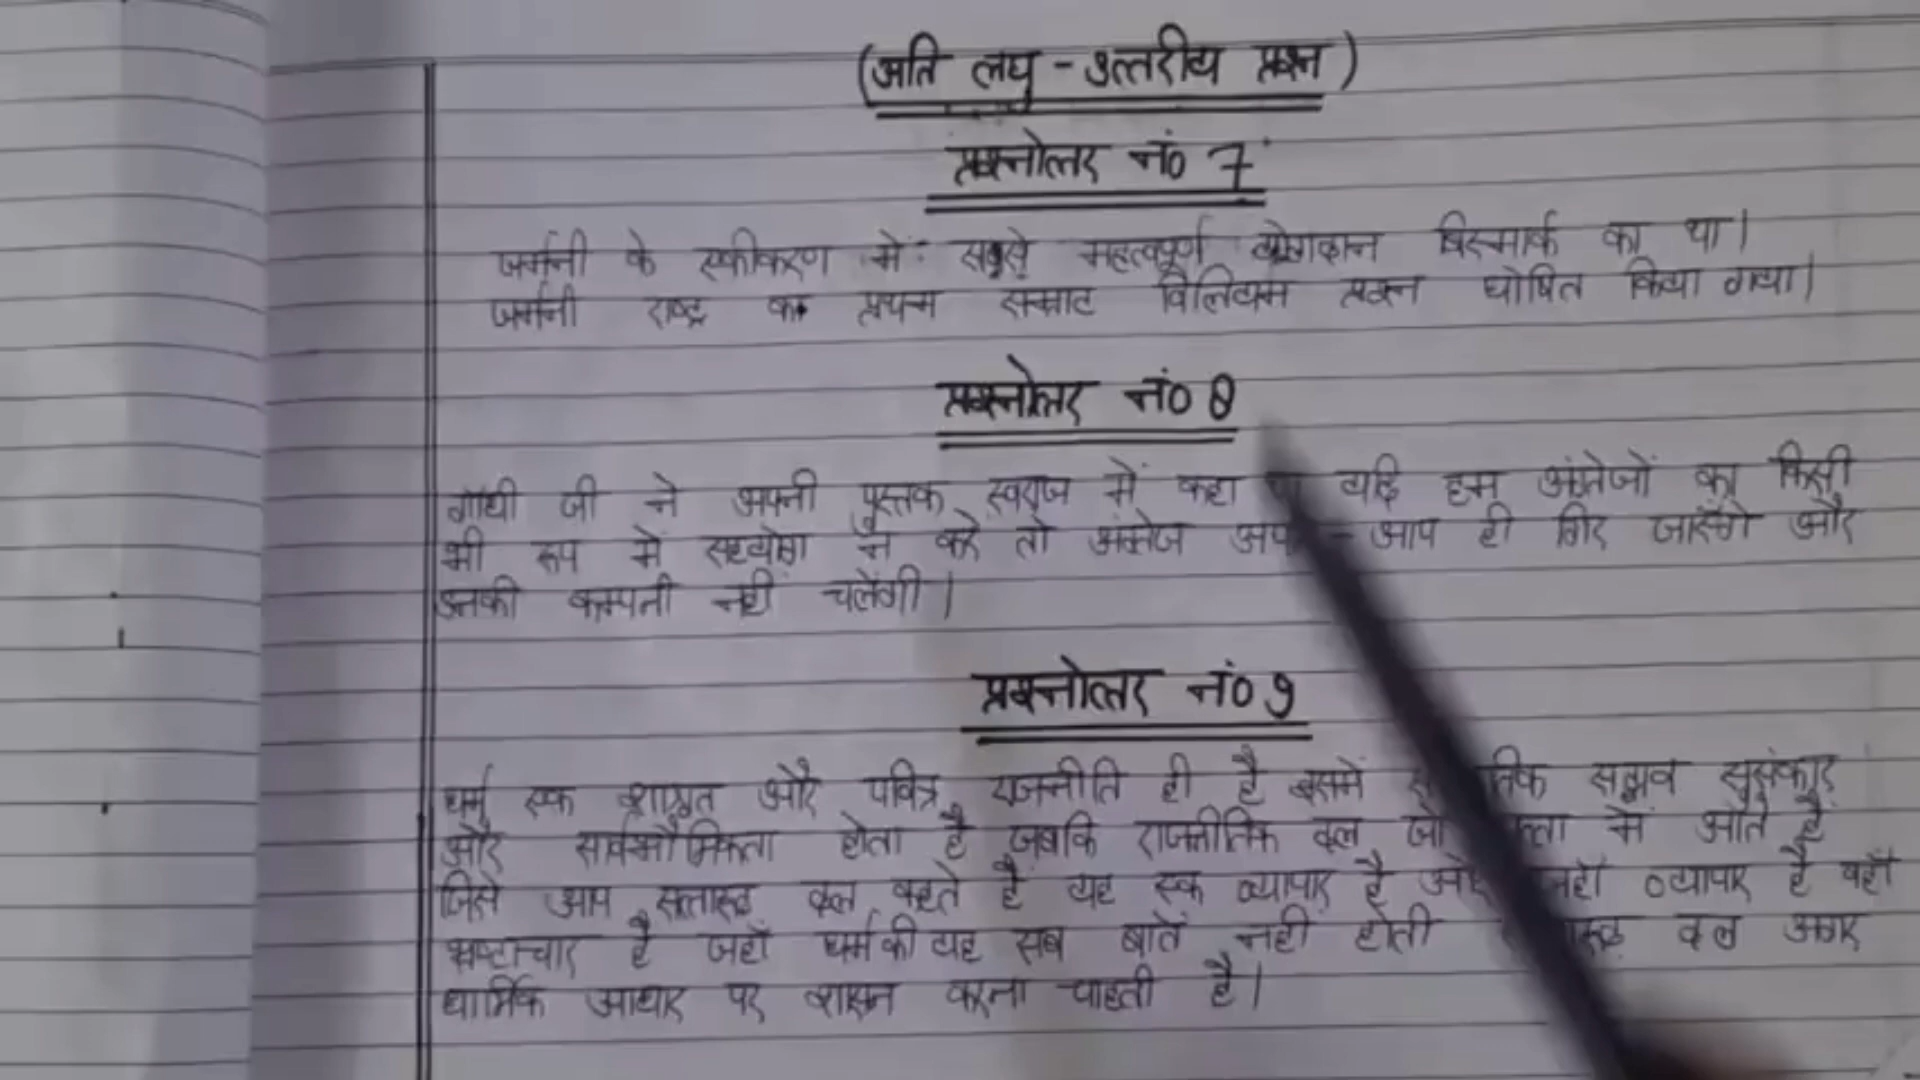 (अति लघु - उत्तरीय प्रश्न)
प्रश्नोत्तर नं० 7
जर्मनी के एकीकरण में सबसे महत्वपूर्ण योगदान बिस्मार्क का था।
जर्मनी राष्ट्र का प्रथम सम्राट विलियम प्रथम घोषित किया गया।
प्रश्नोत्तर नं० 8
गाँधी जी ने अपनी पुस्तक स्वराज में कहा यदि हम अंग्रेजों का किसी
भी रूप में सहयोग न करे तो अंग्रेज - आप ही गिर जाएँगे और
उनकी कम्पनी नहीं चलेंगी।
प्रश्नोत्तर नं० 9
धर्म एक शाश्वत और पवित्र राजनीति ही है इसमें सद्भाव सुसंकार
और सार्वभौमिकता होता है जबकि राजनीतिक दल जो में आते हैं
जिसे आप सत्तारूढ़ दल कहते हैं यह एक व्यापार है और जहाँ व्यापार है वहाँ
भ्रष्टाचार है जहाँ धर्म की यह सब बातें नहीं होती दल अगर
धार्मिक आधार पर शासन करना चाहती है।